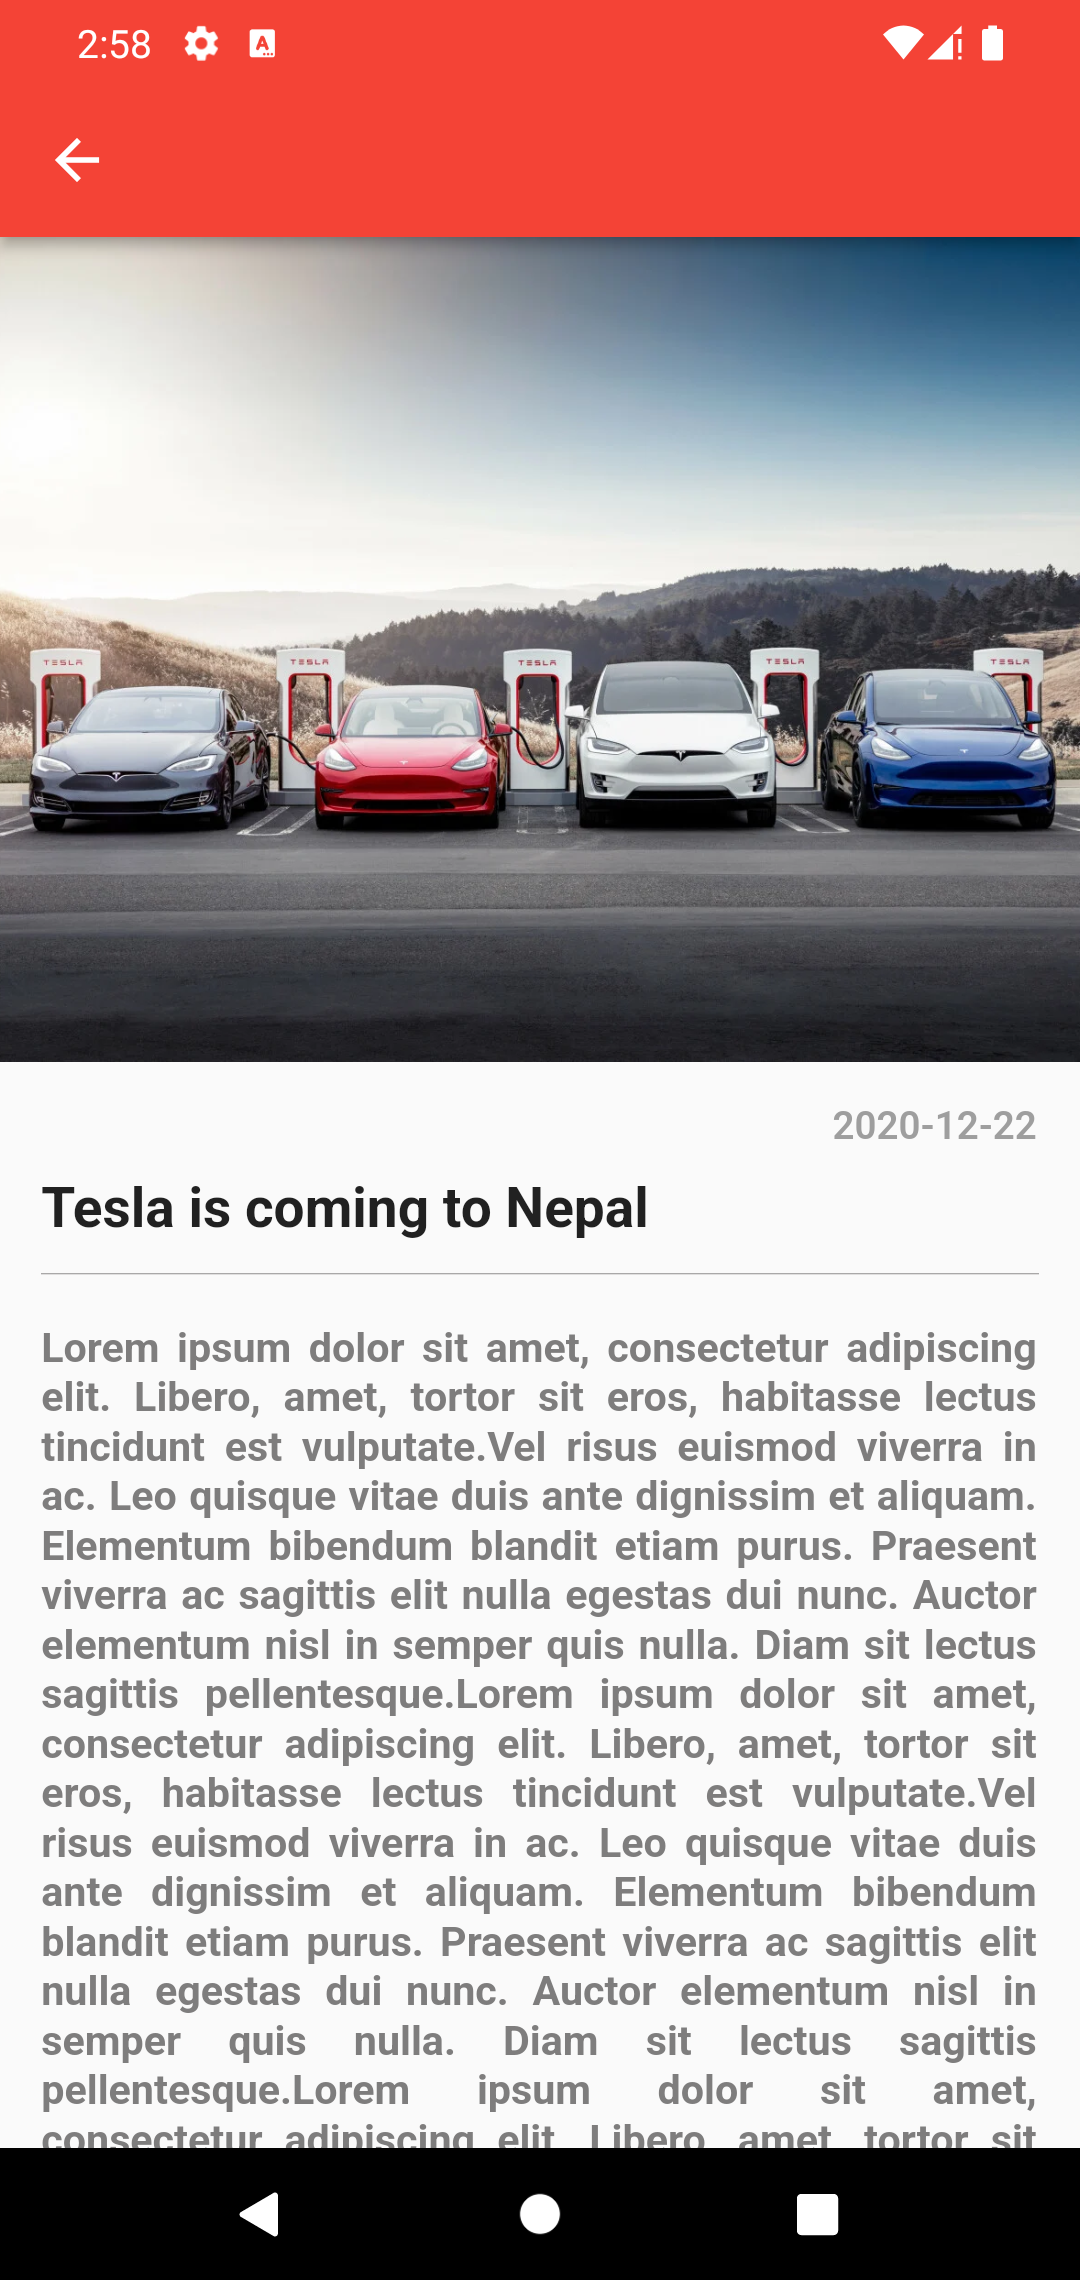 2:58
TESLA TESLA TESLA TESLA TESLA
2020-12-22
Tesla is coming to Nepal
Lorem ipsum dolor sit amet, consectetur adipiscing
elit. Libero, amet, tortor sit eros, habitasse lectus
tincidunt est vulputate.Vel risus euismod viverra in
ac. Leo quisque vitae duis ante dignissim et aliquam.
Elementum bibendum blandit etiam purus. Praesent
viverra ac sagittis elit nulla egestas dui nunc. Auctor
elementum nisl in semper quis nulla. Diam sit lectus
sagittis pellentesque.Lorem ipsum dolor sit amet,
consectetur adipiscing elit. Libero, amet, tortor sit
eros, habitasse lectus tincidunt est vulputate.Vel
risus euismod viverra in ac. Leo quisque vitae duis
ante dignissim et aliquam. Elementum bibendum
blandit etiam purus. Praesent viverra ac sagittis elit
nulla egestas dui nunc. Auctor elementum nisl in
semper quis nulla. Diam sit lectus sagittis
pellentesque.Lorem ipsum dolor sit amet,
consectetur adipiscing elit. Libero, amet, tortor sit